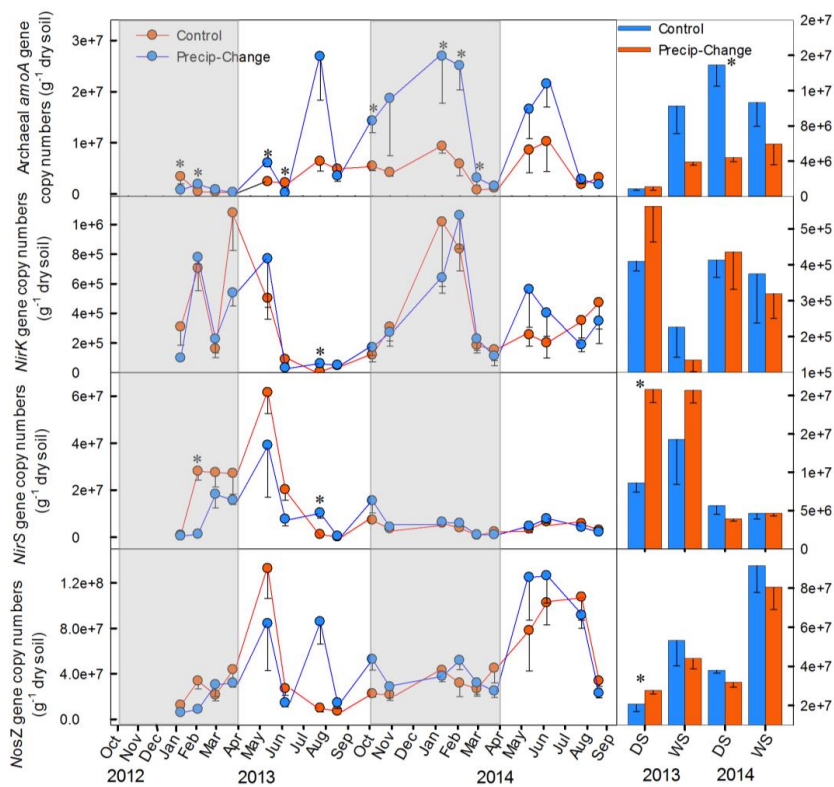 Achaeal amoA gene
copy numbers (g⁻¹ dry soil)
3e+7
2e+7
1e+7
0
Control
Precip-Change
* * * * * * * *
Control
Precip-Change
*
2e+7
2e+7
1e+7
8e+6
4e+6
0
NirK gene copy numbers
(g⁻¹ dry soil)
1e+6
8e+5
6e+5
4e+5
2e+5
0
*
5e+5
4e+5
3e+5
2e+5
1e+5
NirS gene copy numbers
(g⁻¹ dry soil)
6e+7
4e+7
2e+7
0
* *
*
2e+7
2e+7
1e+7
5e+6
0
NosZ gene copy numbers
(g⁻¹ dry soil)
1.2e+8
8.0e+7
4.0e+7
0.0
*
8e+7
6e+7
4e+7
2e+7
Oct Nov Dec Jan Feb Mar Apr May Jun Jul Aug Sep Oct Nov Dec Jan Feb Mar Apr May Jun Jul Aug Sep
2012 2013 2014
DS WS DS WS
2013 2014